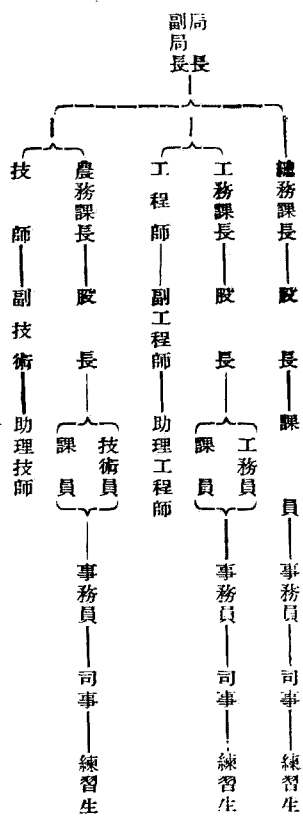 局長
副局長
總務課長 股長 課員 事務員 司事 練習生
工務課長 股長 工務員 課員 事務員 司事 練習生
工程師 副工程師 助理工程師
農務課長 股長 技術員 課員 事務員 司事 練習生
技師 副技術 助理技師